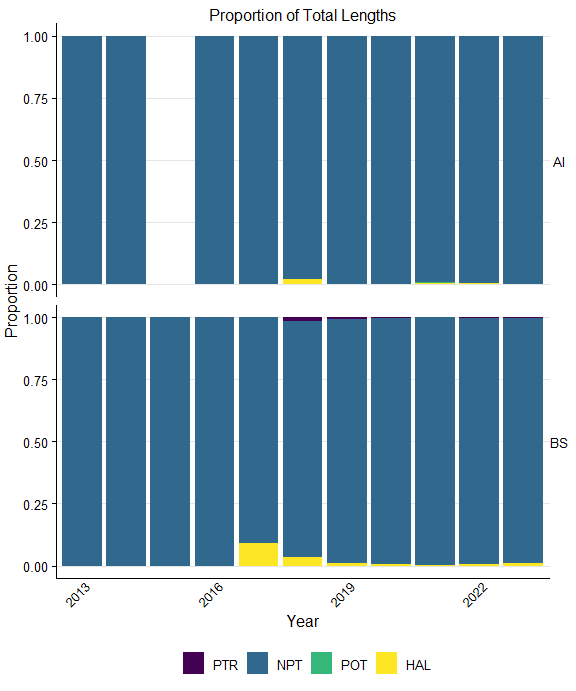 Proportion of Total Lengths
Proportion
1.00
0.75
0.50
0.25
0.00
AI
1.00
0.75
0.50
0.25
0.00
BS
2013 2016 2019 2022
Year
PTR NPT POT HAL